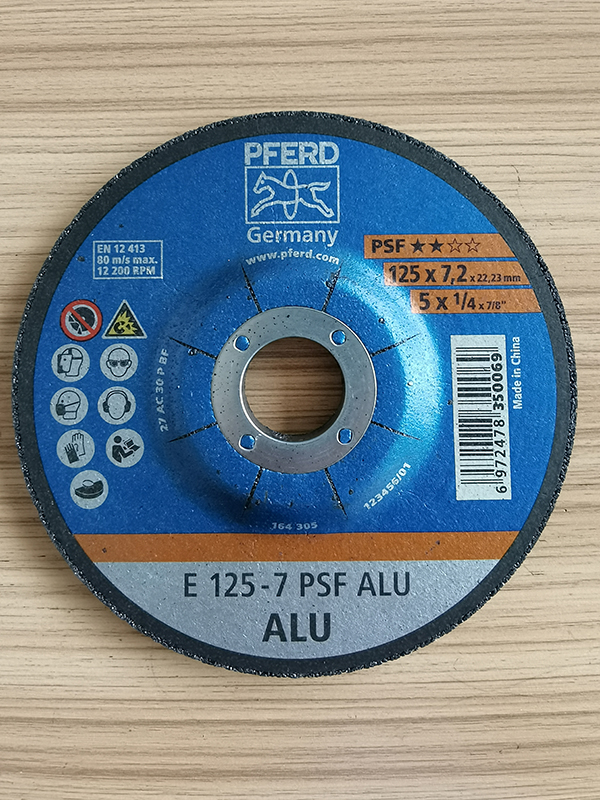 PFERD
Germany
www.pferd.com
EN 12 413
80 m/s max.
12 200 RPM
PSF ★★☆☆
125 x 7,2 x 22,23 mm
5 x 1/4 x 7/8"
27 AC 30 P BF
Made in China
6 972478 350069
123456/01
164 305
E 125-7 PSF ALU
ALU